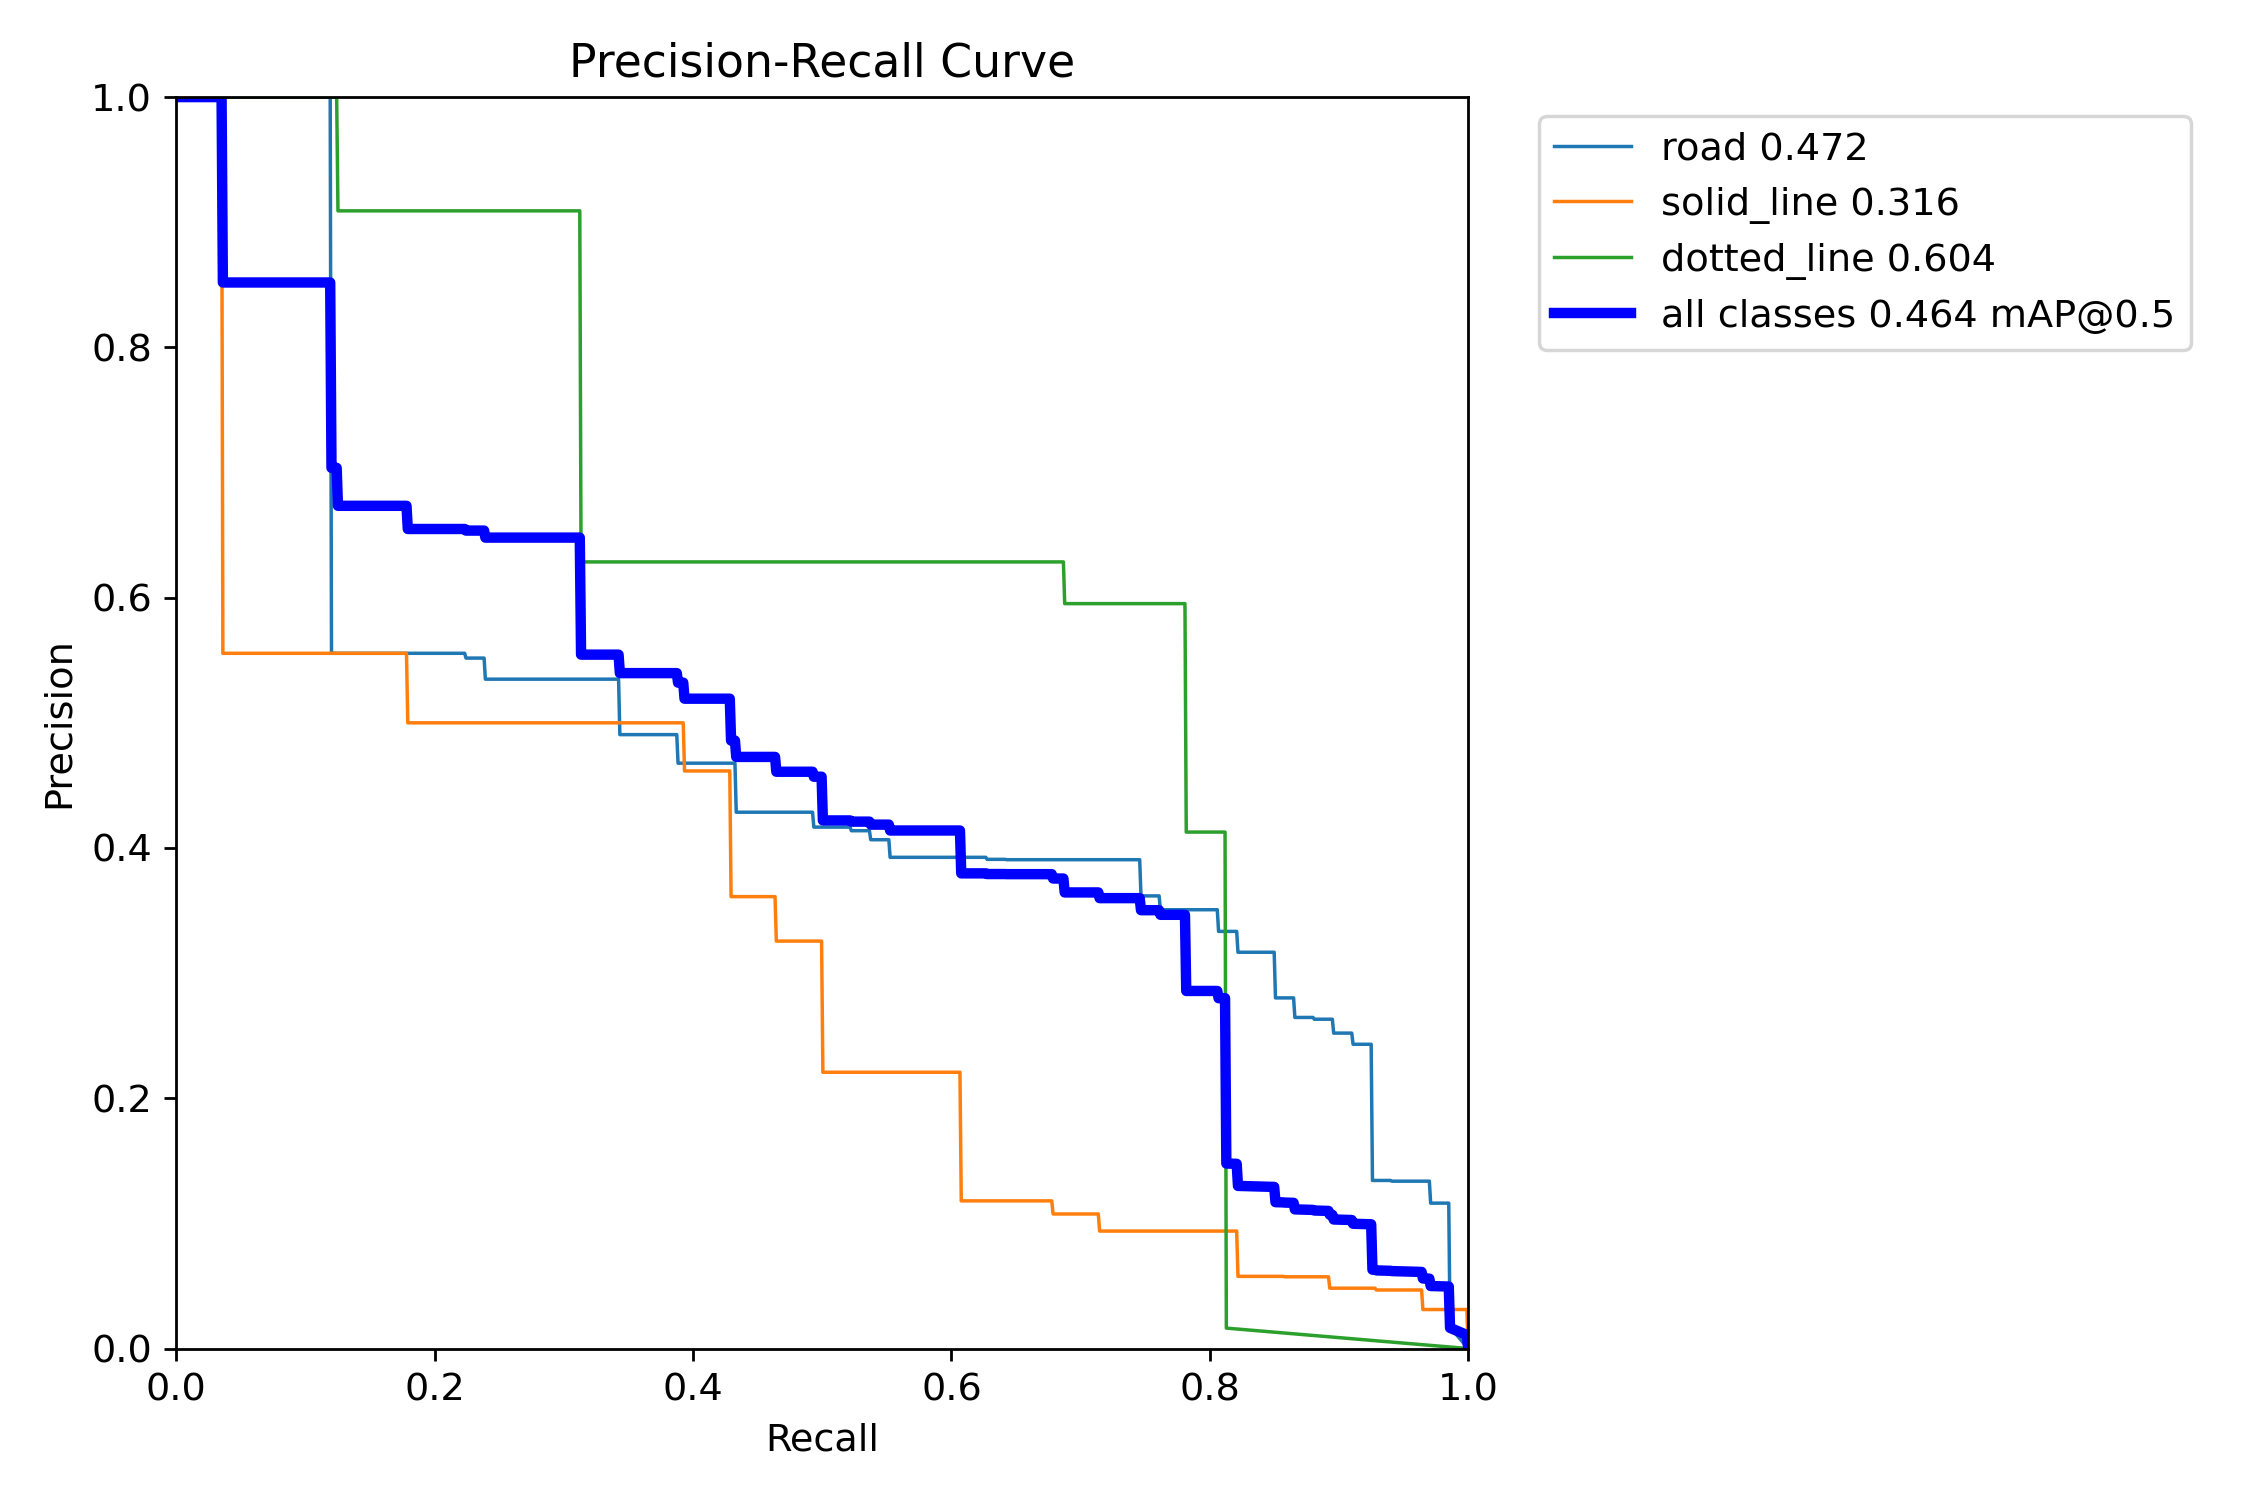 Precision-Recall Curve
1.0
0.8
0.6
0.4
0.2
0.0
Precision
0.0 0.2 0.4 0.6 0.8 1.0
Recall
road 0.472
solid_line 0.316
dotted_line 0.604
all classes 0.464 mAP@0.5